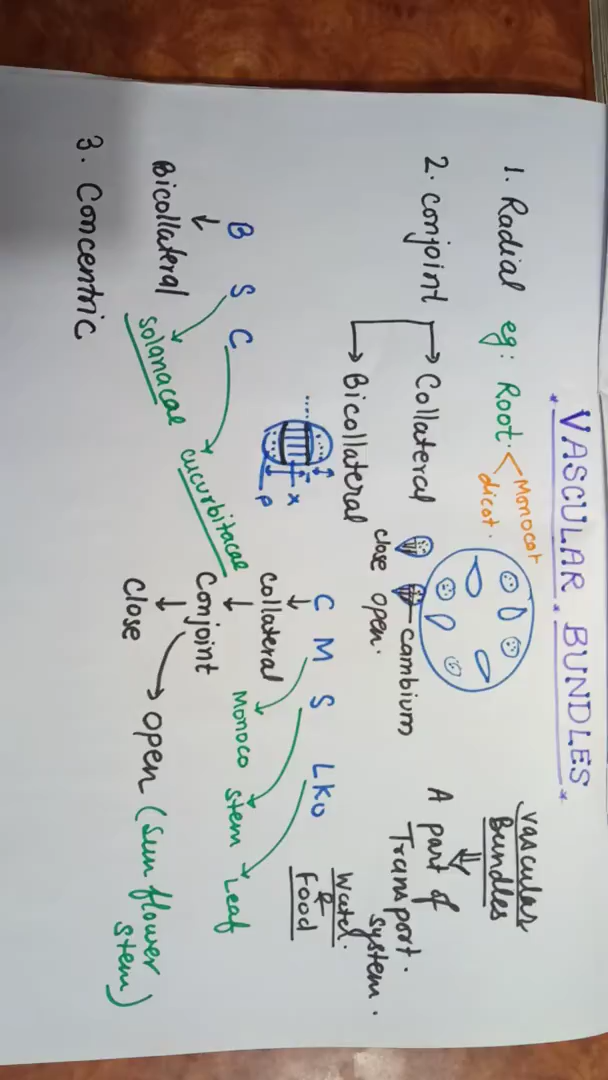 * VASCULAR . BUNDLES *
1. Radial eg: Root. Monocot
dicot.
Vascular
Bundles
A part of
Transport.
system.
Water.
&
Food
2. conjoint Collateral
Bicollateral
close open.
cambium
x
P
B S C
Bicollateral
solanacae
cucurbitacae
C M S Lko
Collateral
Conjoint
close
Monoco stem Leaf
open (sun flower
stem)
3. Concentric